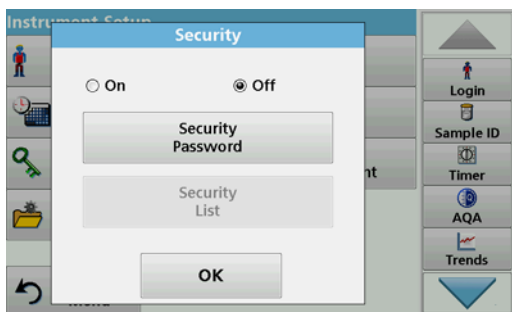 Instrument Setup
Security
On
Off
Security
Password
Security
List
OK
nt
Menu
Login
Sample ID
Timer
AQA
Trends